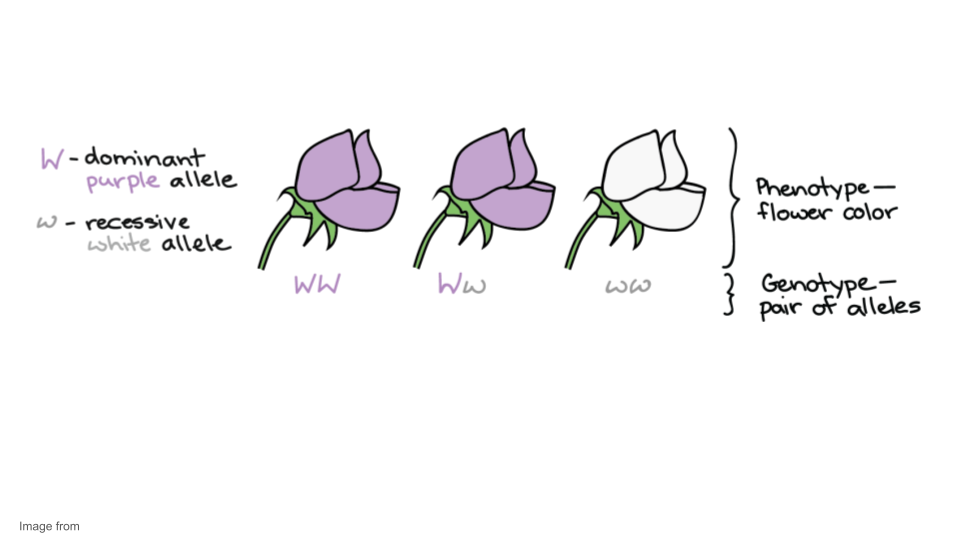 W - dominant
purple allele
w - recessive
white allele
WW
Ww
ww
Phenotype—
flower color
Genotype—
pair of alleles
Image from